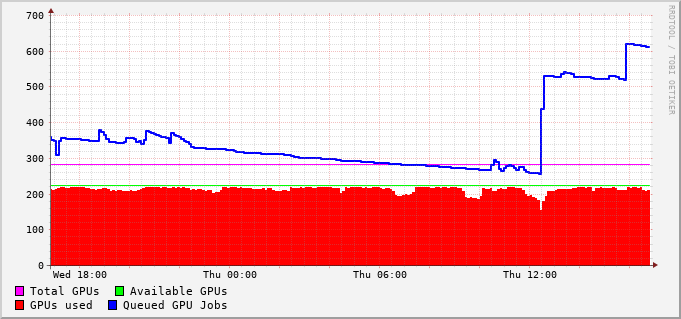 700
600
500
400
300
200
100
0
Wed 18:00 Thu 00:00 Thu 06:00 Thu 12:00
Total GPUs Available GPUs
GPUs used Queued GPU Jobs
RRDTOOL / TOBI OETIKER